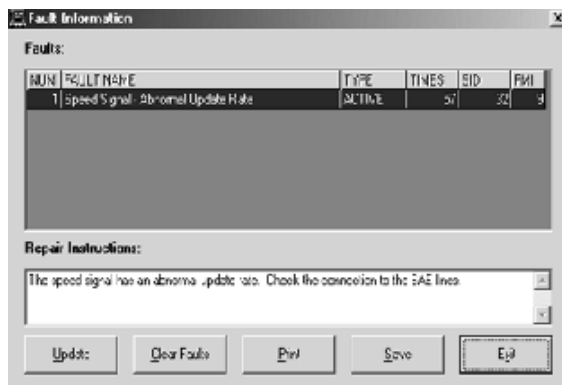 Fault Information
Faults:
NUM FAULT NAME TYPE TIMES SID FMI
1 Speed Signal - Abnormal Update Rate ACTIVE 57 32 9
Repair Instructions:
The speed signal has an abnormal update rate. Check the connection to the SAE lines.
Update Clear Faults Print Save Exit